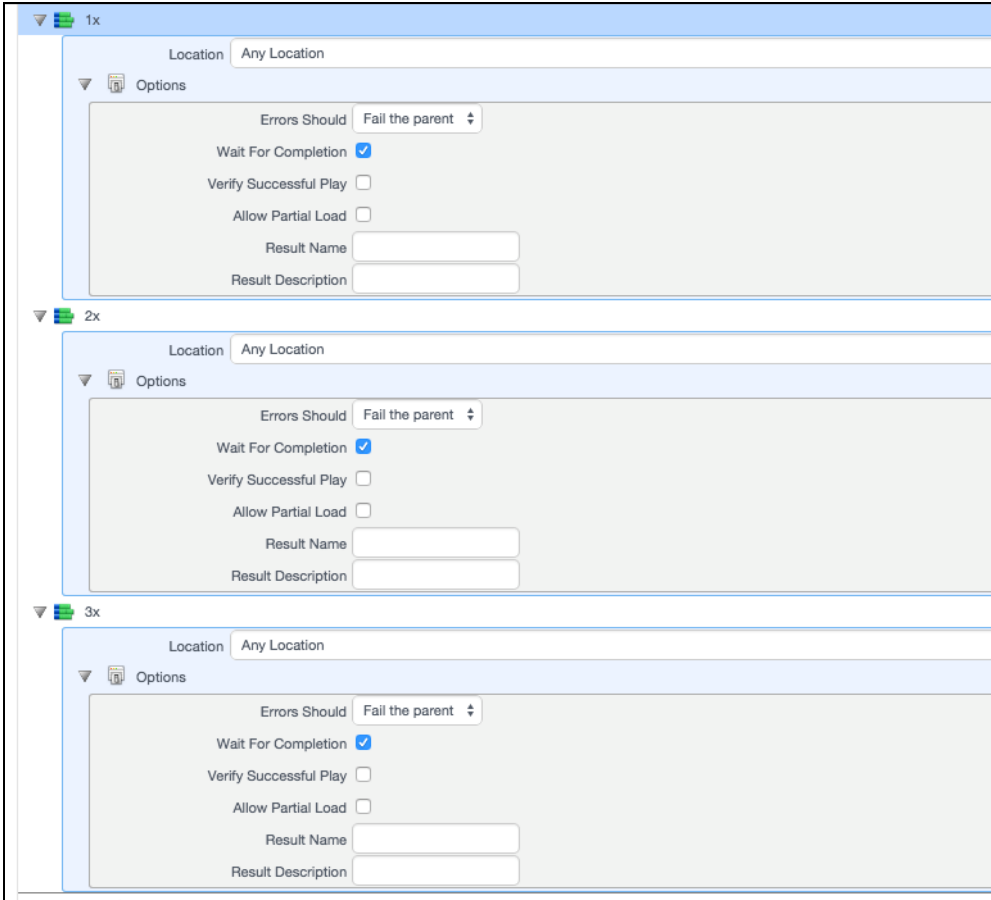 1x
Location Any Location
Options
Errors Should Fail the parent
Wait For Completion
Verify Successful Play
Allow Partial Load
Result Name
Result Description
2x
Location Any Location
Options
Errors Should Fail the parent
Wait For Completion
Verify Successful Play
Allow Partial Load
Result Name
Result Description
3x
Location Any Location
Options
Errors Should Fail the parent
Wait For Completion
Verify Successful Play
Allow Partial Load
Result Name
Result Description